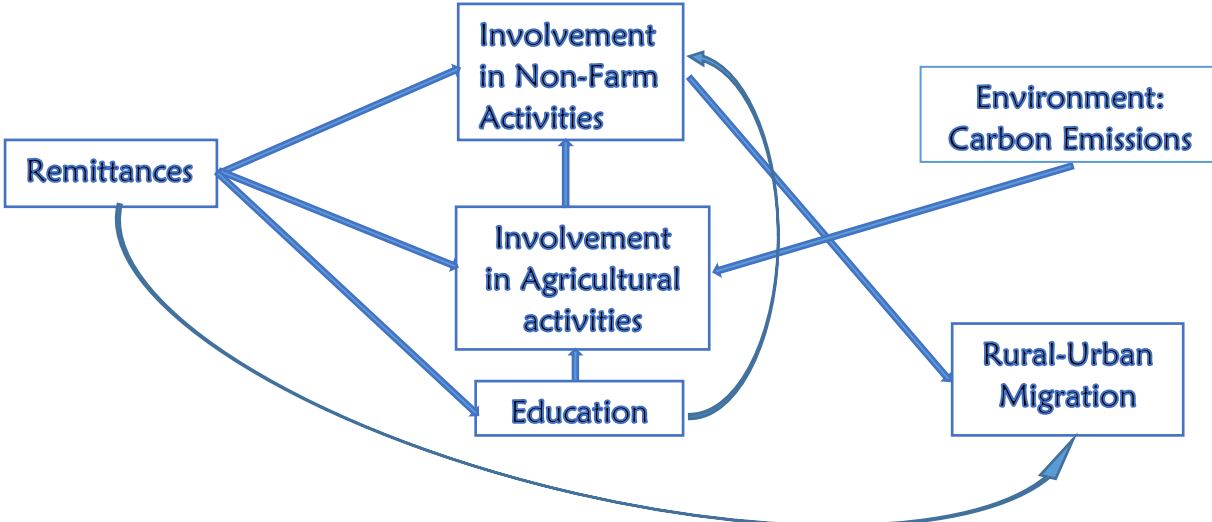 Involvement
in Non-Farm
Activities
Environment:
Carbon Emissions
Remittances
Involvement
in Agricultural
activities
Rural-Urban
Migration
Education